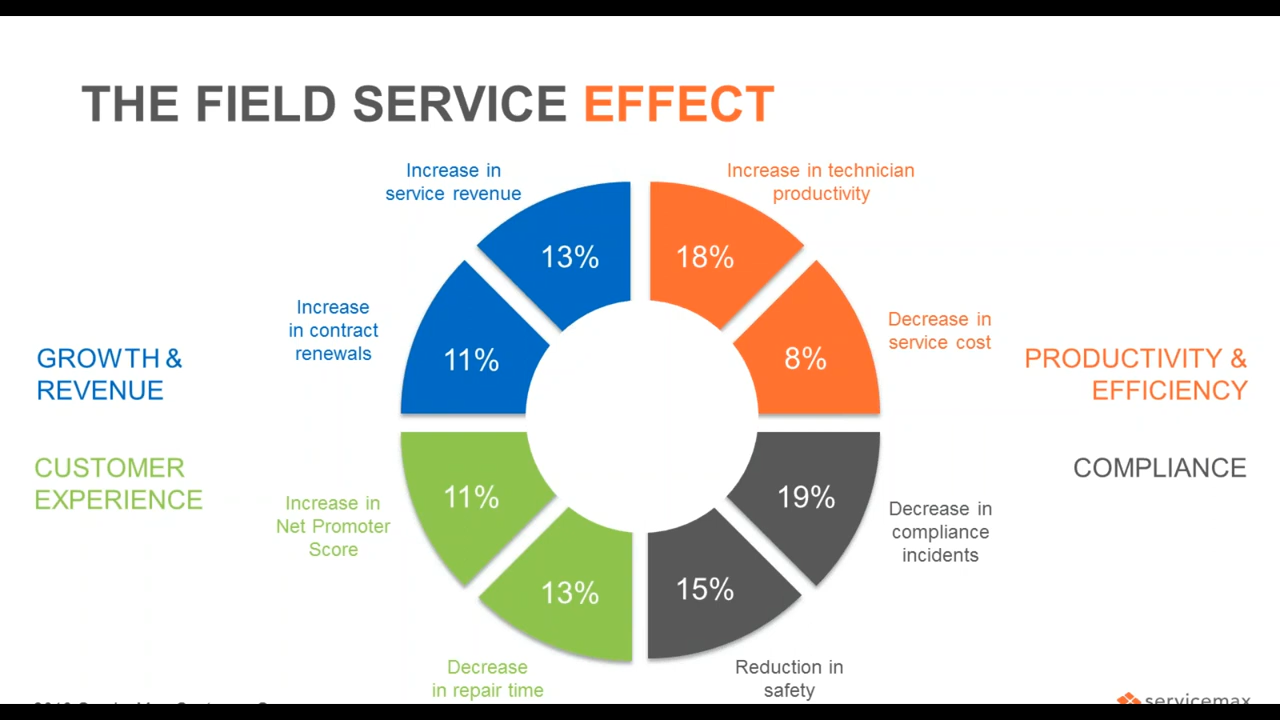 THE FIELD SERVICE EFFECT
Increase in
service revenue
Increase in technician
productivity
13%
18%
Increase
in contract
renewals
Decrease in
service cost
11%
8%
GROWTH &
REVENUE
PRODUCTIVITY &
EFFICIENCY
CUSTOMER
EXPERIENCE
COMPLIANCE
11%
19%
Increase in
Net Promoter
Score
Decrease in
compliance
incidents
13%
15%
Decrease
in repair time
Reduction in
safety
servicemax